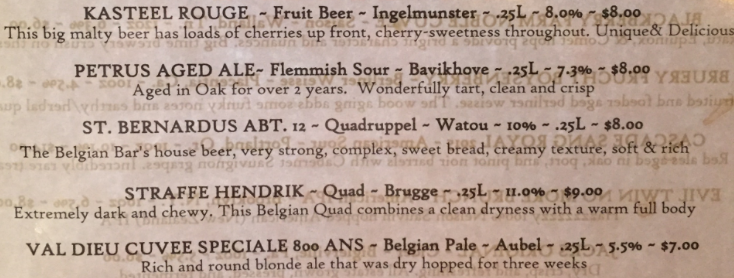 KASTEEL ROUGE ~ Fruit Beer ~ Ingelmunster ~ .25L ~ 8.0% ~ $8.00
This big malty beer has loads of cherries up front, cherry-sweetness throughout. Unique& Delicious
PETRUS AGED ALE~ Flemmish Sour ~ Bavikhove ~ .25L ~ 7.3% ~ $8.00
Aged in Oak for over 2 years. Wonderfully tart, clean and crisp
ST. BERNARDUS ABT. 12 ~ Quadruppel ~ Watou ~ 10% ~ .25L ~ $8.00
The Belgian Bar's house beer, very strong, complex, sweet bread, creamy texture, soft & rich
STRAFFE HENDRIK ~ Quad ~ Brugge ~ .25L ~ 11.0% ~ $9.00
Extremely dark and chewy. This Belgian Quad combines a clean dryness with a warm full body
VAL DIEU CUVEE SPECIALE 800 ANS ~ Belgian Pale ~ Aubel ~ .25L ~ 5.5% ~ $7.00
Rich and round blonde ale that was dry hopped for three weeks